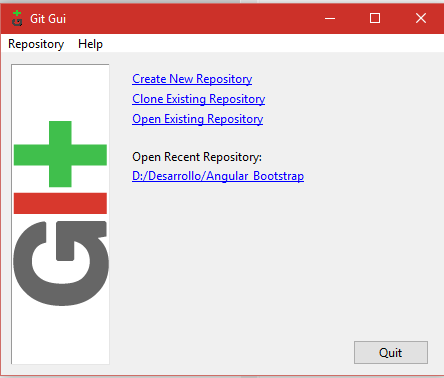 Git Gui
Repository Help
Create New Repository
Clone Existing Repository
Open Existing Repository
Open Recent Repository:
D:/Desarrollo/Angular_Bootstrap
GIt
Quit